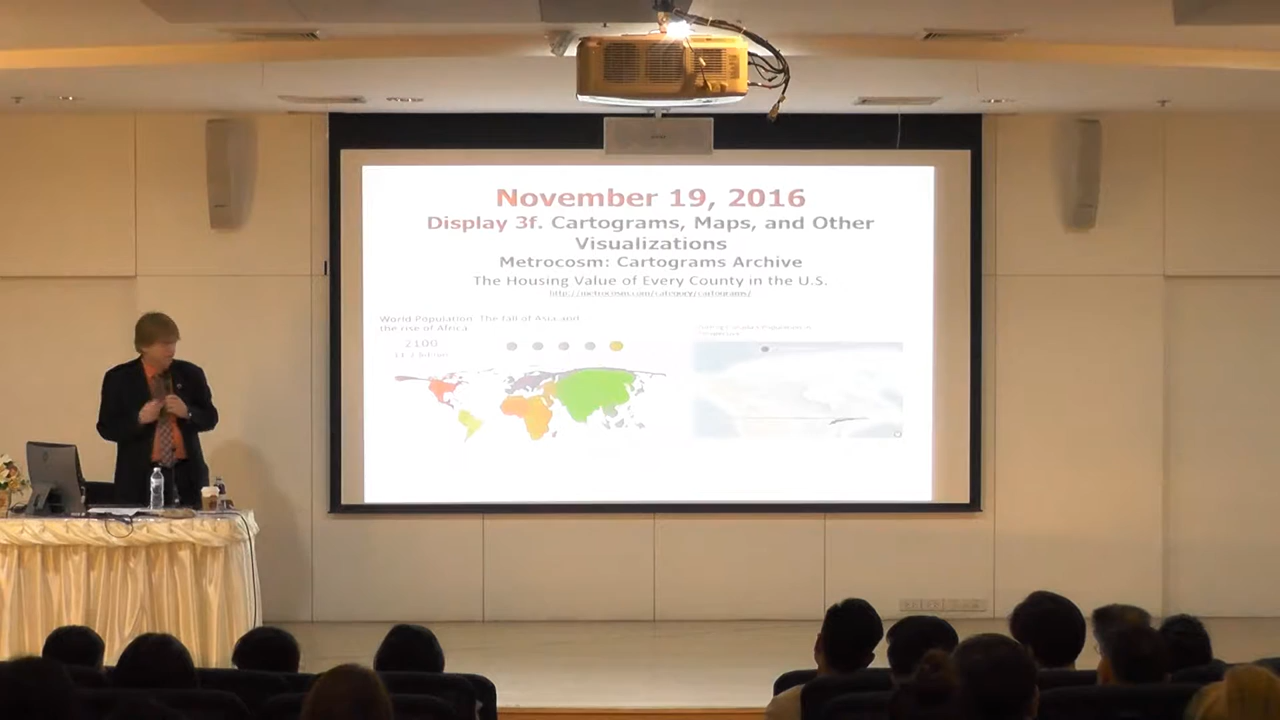 November 19, 2016
Display 3f. Cartograms, Maps, and Other
Visualizations
Metrocosm: Cartograms Archive
The Housing Value of Every County in the U.S.
http://metrocosm.com/category/cartograms/
World Population: The fall of Asia and
the rise of Africa
2100